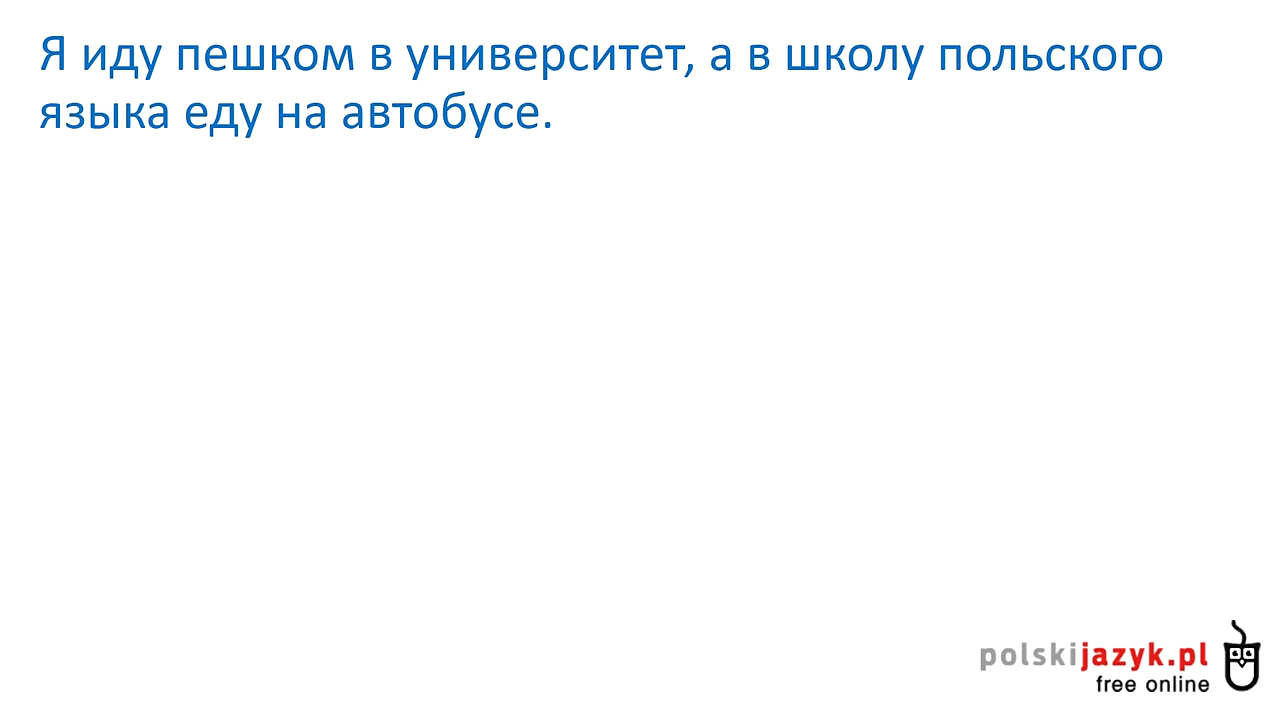 Я иду пешком в университет, а в школу польского
языка еду на автобусе.
polskijazyk.pl
free online